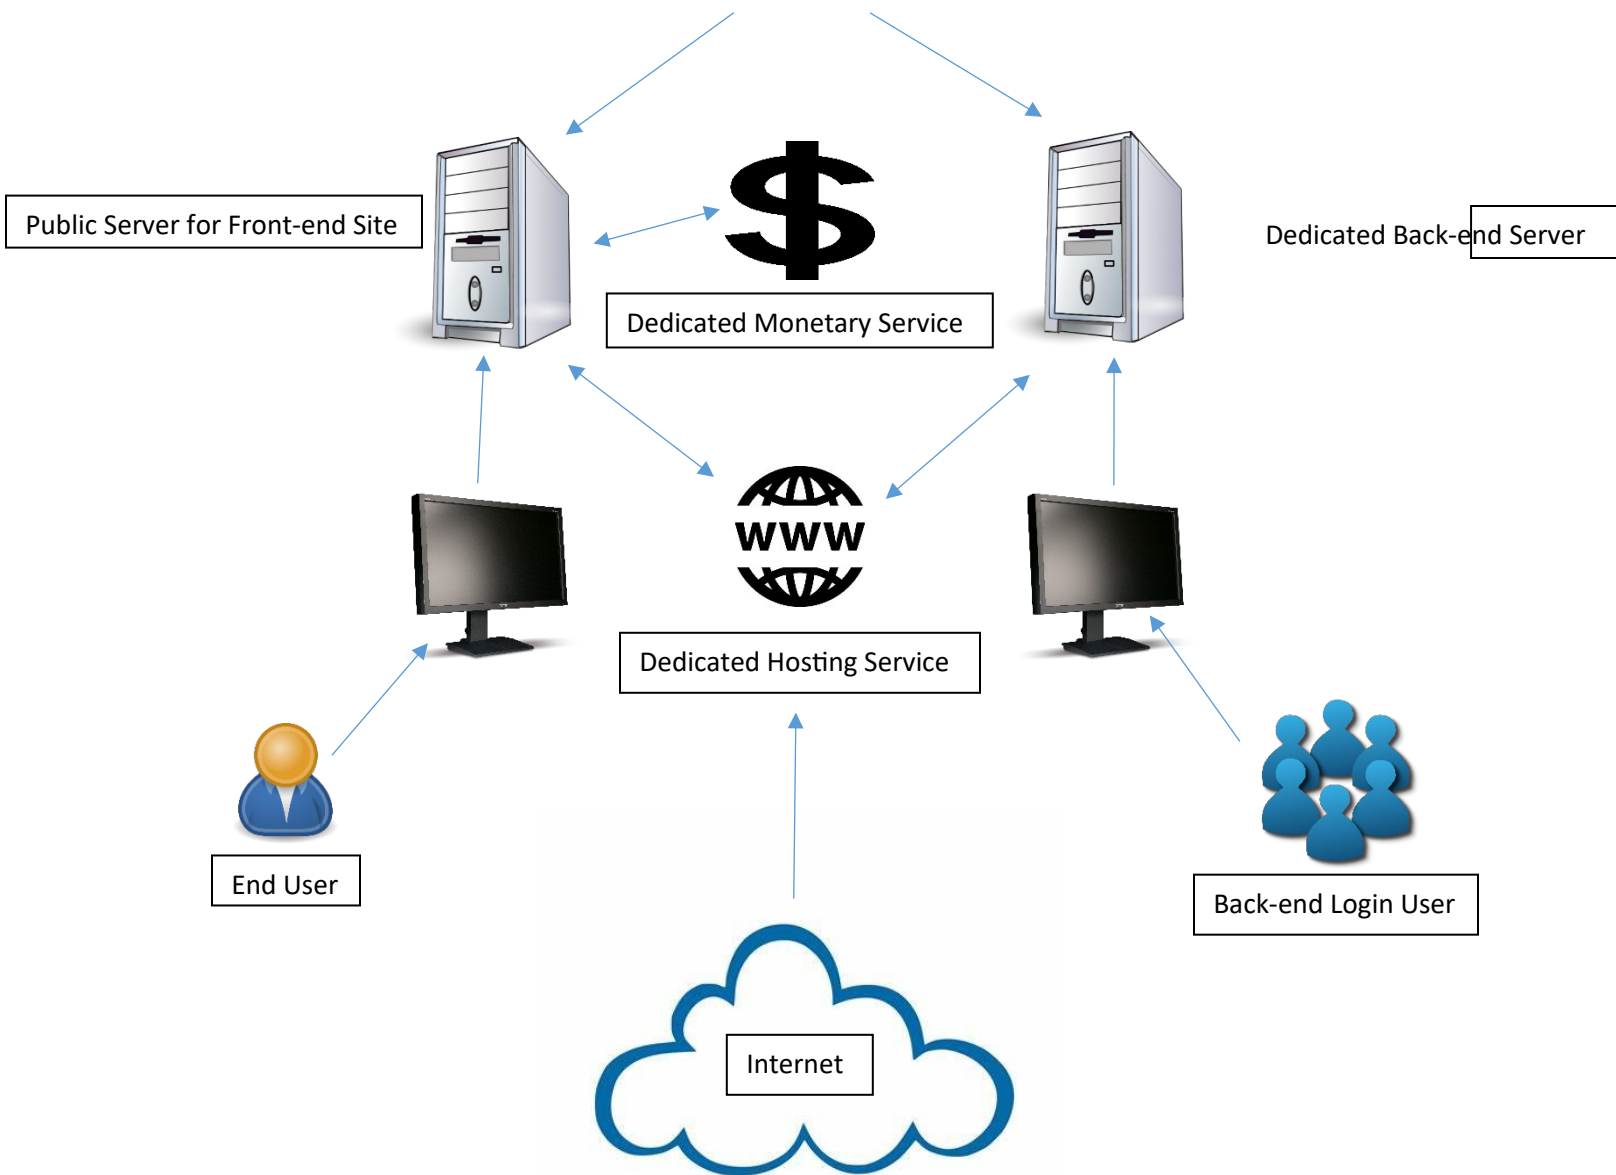 Public Server for Front-end Site
Dedicated Back-end Server
Dedicated Monetary Service
WWW
Dedicated Hosting Service
End User
Back-end Login User
Internet